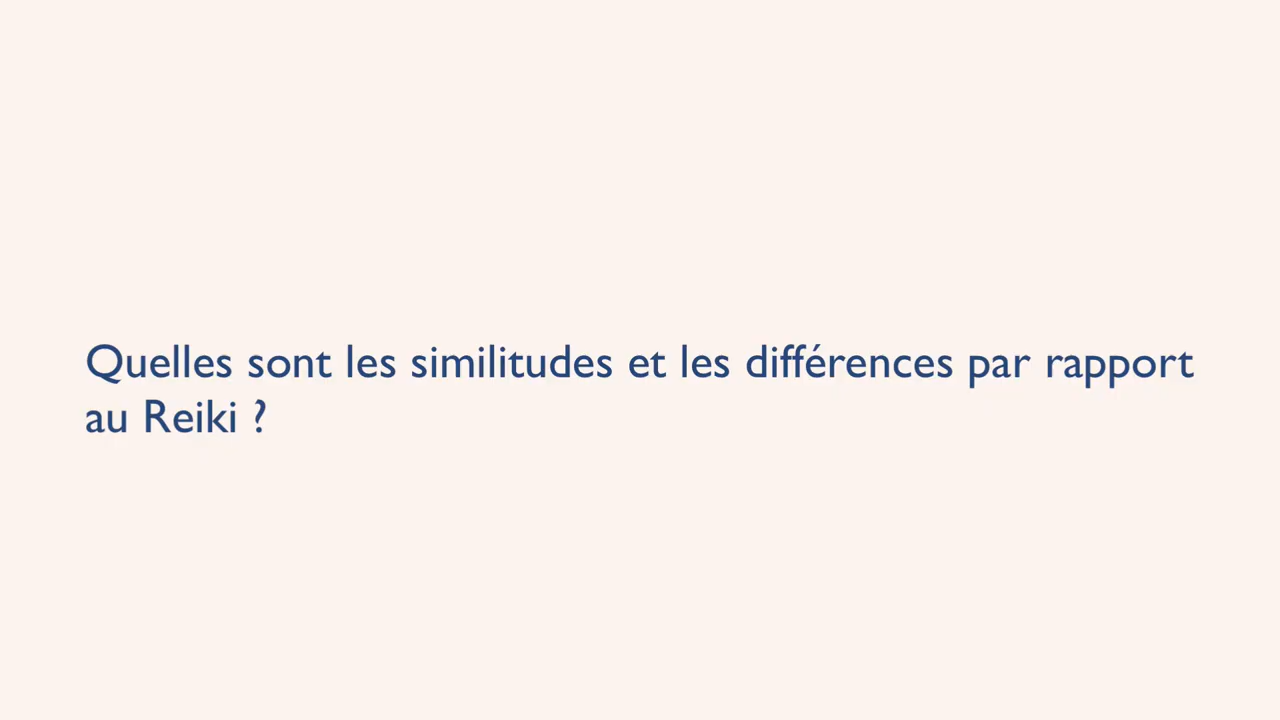 Quelles sont les similitudes et les différences par rapport
au Reiki ?